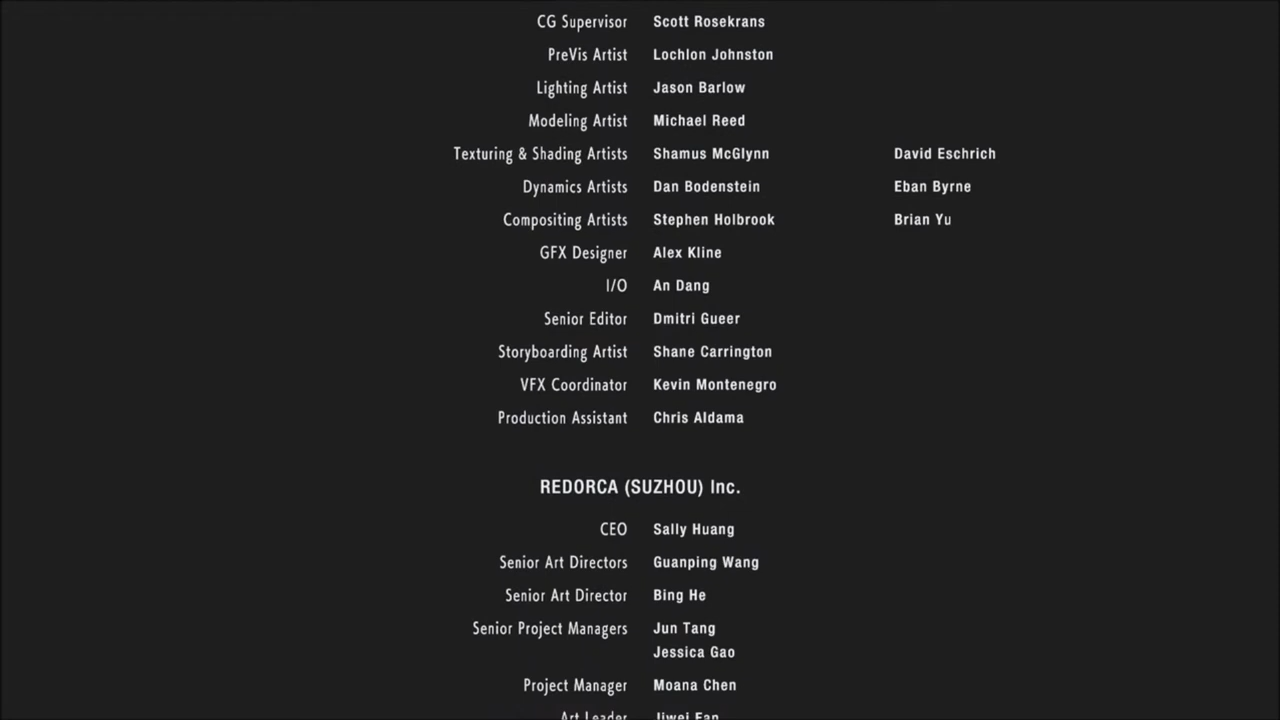 CG Supervisor Scott Rosekrans
PreVis Artist Lochlon Johnston
Lighting Artist Jason Barlow
Modeling Artist Michael Reed
Texturing & Shading Artists Shamus McGlynn David Eschrich
Dynamics Artists Dan Bodenstein Eban Byrne
Compositing Artists Stephen Holbrook Brian Yu
GFX Designer Alex Kline
I/O An Dang
Senior Editor Dmitri Gueer
Storyboarding Artist Shane Carrington
VFX Coordinator Kevin Montenegro
Production Assistant Chris Aldama
REDORCA (SUZHOU) Inc.
CEO Sally Huang
Senior Art Directors Guanping Wang
Senior Art Director Bing He
Senior Project Managers Jun Tang
Jessica Gao
Project Manager Moana Chen
Art Leader Jiwei Fan